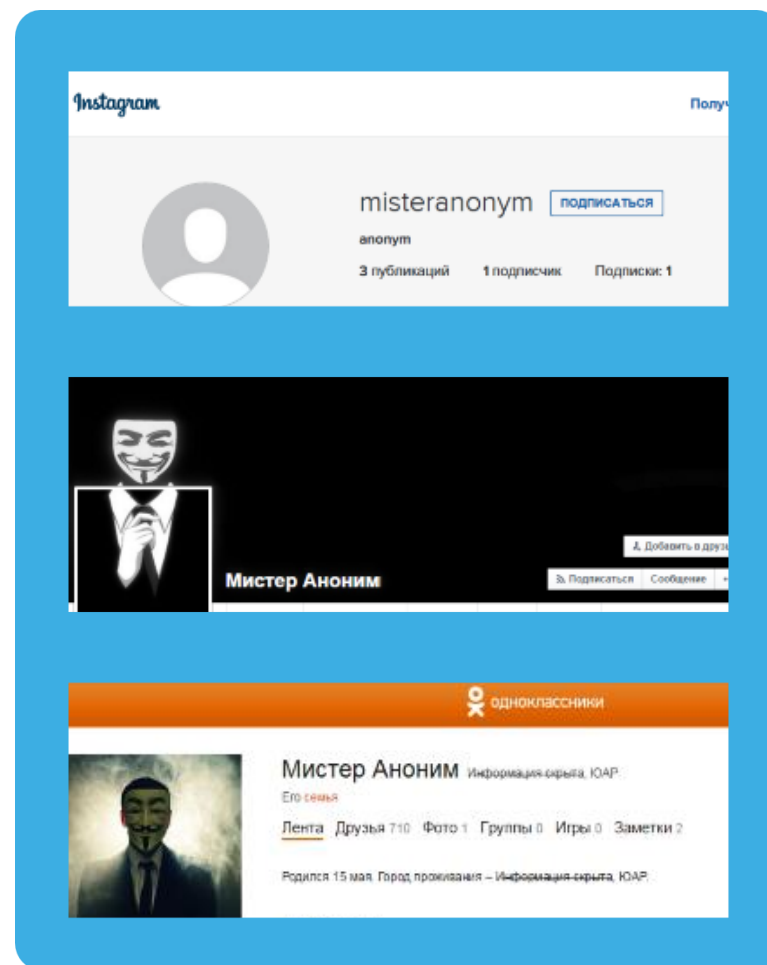 Instagram
Получ
misteranonym ПОДПИСАТЬСЯ
anonym
3 публикаций 1 подписчик Подписки: 1
Добавить в друзь
Мистер Аноним Подписаться Сообщение
одноклассники
Мистер Аноним Информация скрыта, ЮАР
Его семья
Лента Друзья 710 Фото 1 Группы 0 Игры 0 Заметки 2
Родился 15 мая. Город проживания – Информация скрыта, ЮАР.